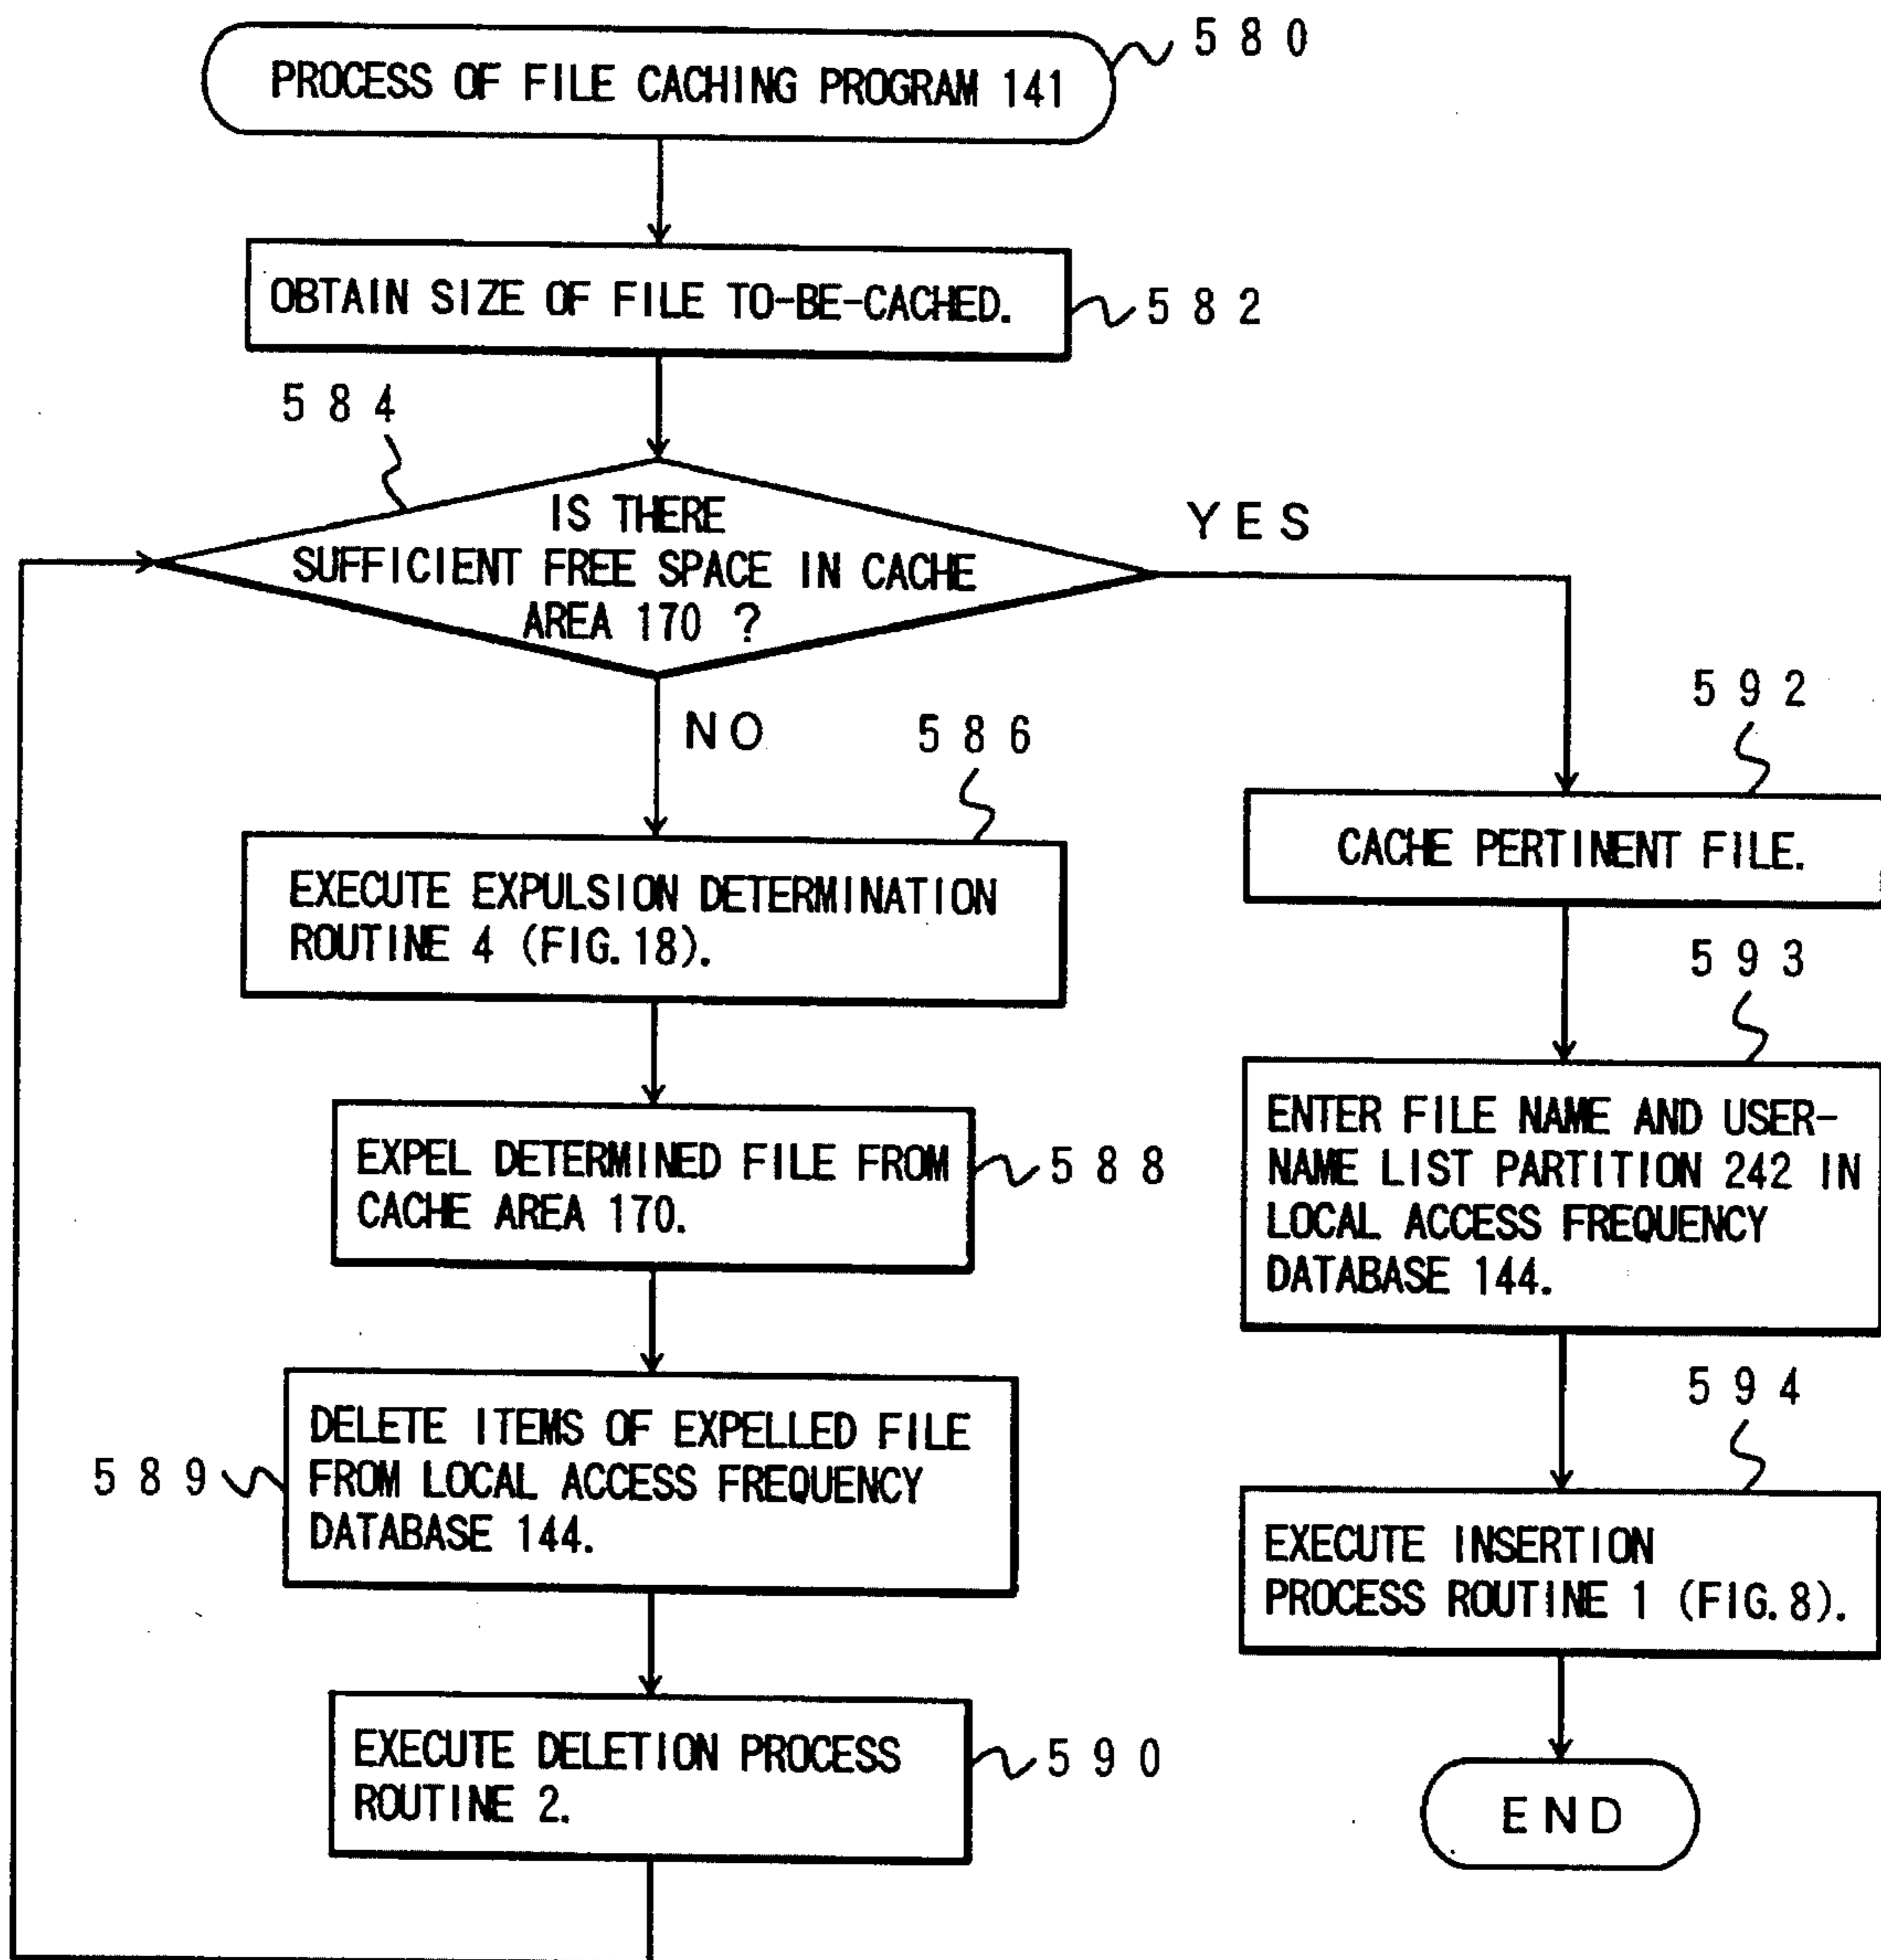 580
PROCESS OF FILE CACHING PROGRAM 141
OBTAIN SIZE OF FILE TO-BE-CACHED.
582
584
IS THERE
SUFFICIENT FREE SPACE IN CACHE
AREA 170 ?
YES
NO
586
EXECUTE EXPULSION DETERMINATION
ROUTINE 4 (FIG.18).
EXPEL DETERMINED FILE FROM
CACHE AREA 170.
588
DELETE ITEMS OF EXPELLED FILE
FROM LOCAL ACCESS FREQUENCY
DATABASE 144.
589
EXECUTE DELETION PROCESS
ROUTINE 2.
590
592
CACHE PERTINENT FILE.
593
ENTER FILE NAME AND USER-
NAME LIST PARTITION 242 IN
LOCAL ACCESS FREQUENCY
DATABASE 144.
594
EXECUTE INSERTION
PROCESS ROUTINE 1 (FIG.8).
END